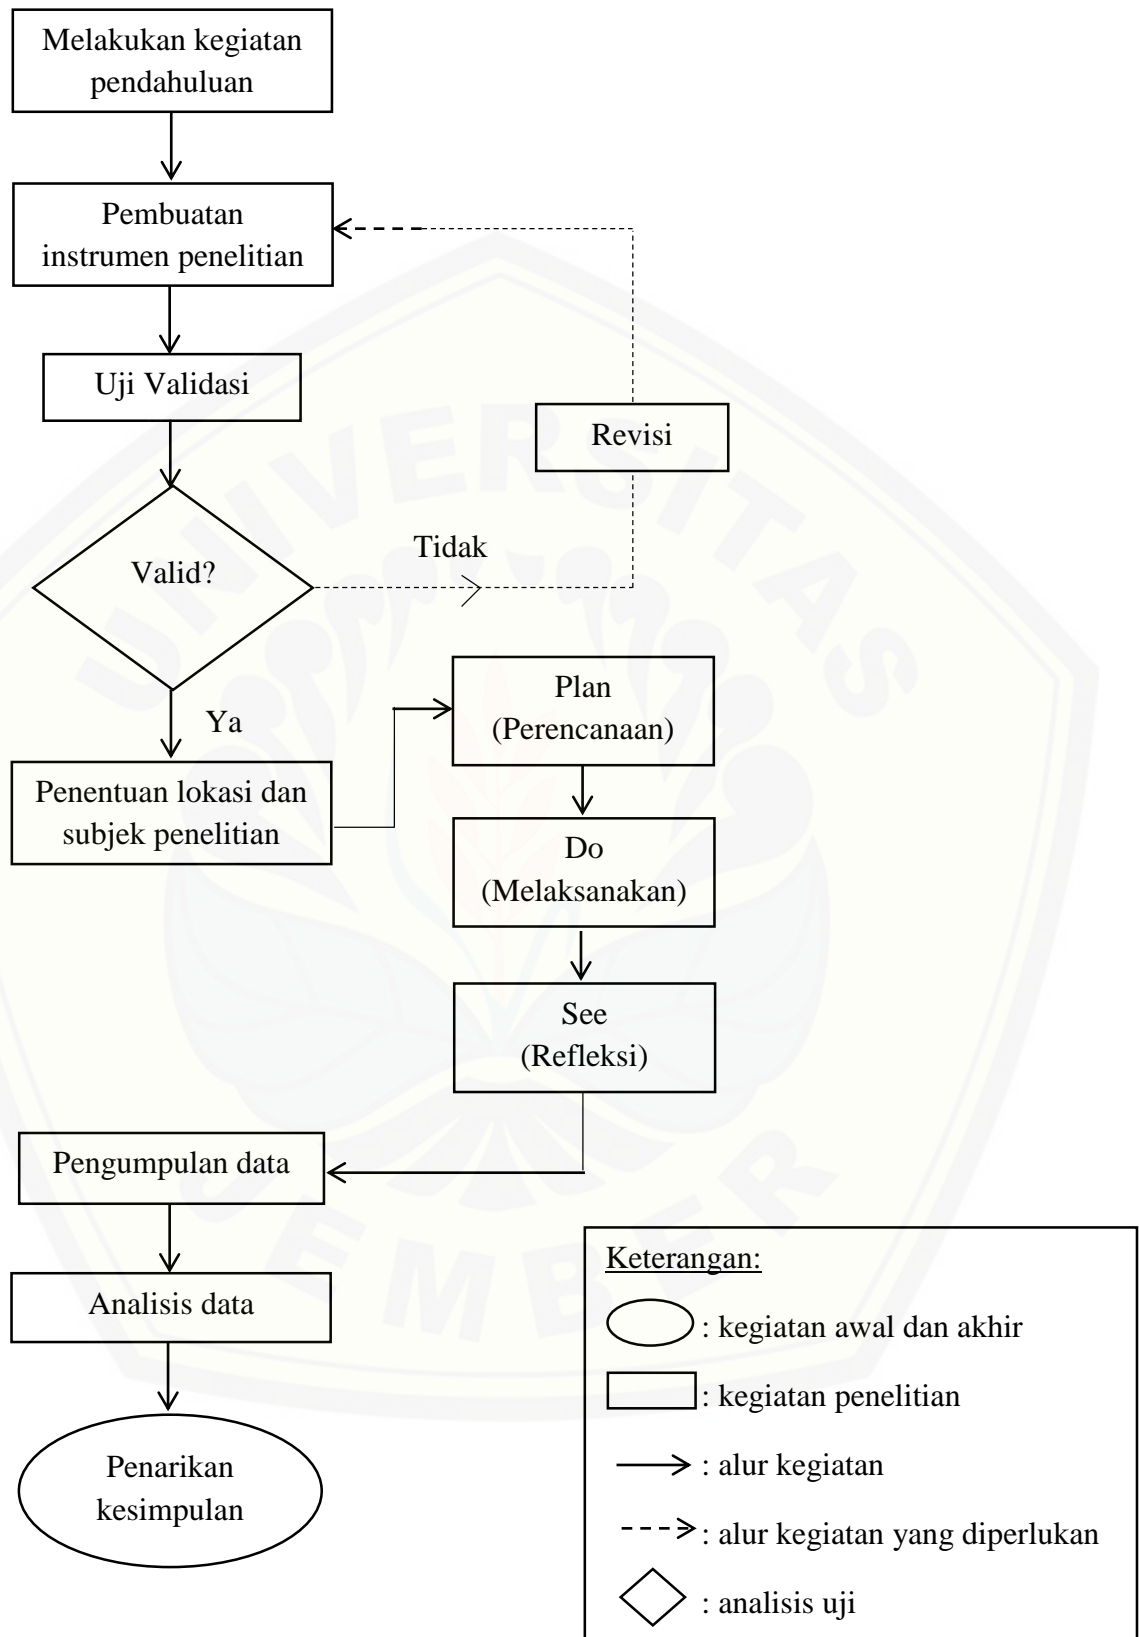 Melakukan kegiatan
pendahuluan
Pembuatan
instrumen penelitian
Uji Validasi
Revisi
Valid?
Tidak
Ya
Plan
(Perencanaan)
Penentuan lokasi dan
subjek penelitian
Do
(Melaksanakan)
See
(Refleksi)
Pengumpulan data
Analisis data
Penarikan
kesimpulan
Keterangan:
: kegiatan awal dan akhir
: kegiatan penelitian
: alur kegiatan
: alur kegiatan yang diperlukan
: analisis uji
UNIVERSITAS
JEMBER